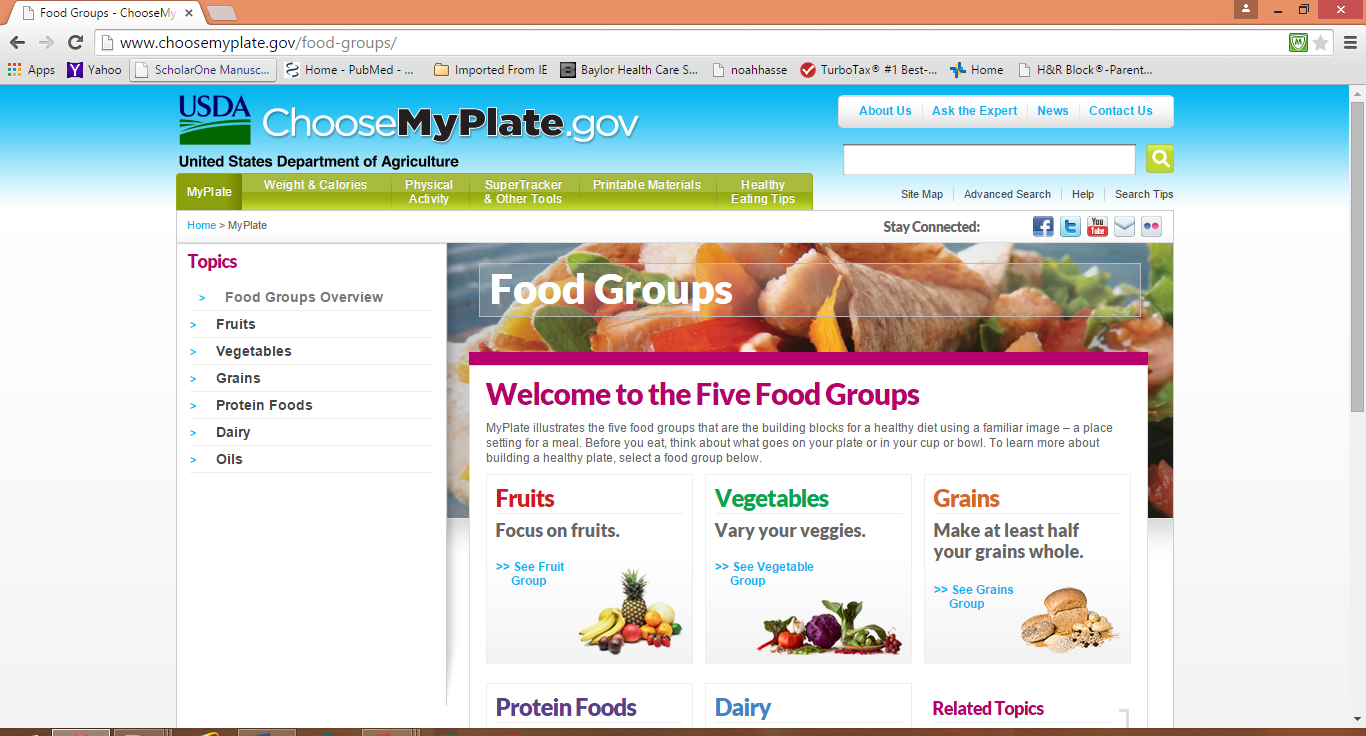 Food Groups - ChooseMy
www.choosemyplate.gov/food-groups/
Apps Yahoo ScholarOne Manusc... Home - PubMed - ... Imported From IE Baylor Health Care S... noahhasse TurboTax® #1 Best-... Home H&R Block®-Parent...
USDA
ChooseMyPlate.gov
United States Department of Agriculture
About Us Ask the Expert News Contact Us
Site Map Advanced Search Help Search Tips
MyPlate Weight & Calories Physical SuperTracker Printable Materials Healthy
Activity & Other Tools Eating Tips
Home > MyPlate
Stay Connected:
You
Tube
Topics
> Food Groups Overview
> Fruits
> Vegetables
> Grains
> Protein Foods
> Dairy
> Oils
Food Groups
Welcome to the Five Food Groups
MyPlate illustrates the five food groups that are the building blocks for a healthy diet using a familiar image – a place
setting for a meal. Before you eat, think about what goes on your plate or in your cup or bowl. To learn more about
building a healthy plate, select a food group below.
Fruits
Focus on fruits.
>> See Fruit
Group
Vegetables
Vary your veggies.
>> See Vegetable
Group
Grains
Make at least half
your grains whole.
>> See Grains
Group
Protein Foods
Dairy
Related Topics